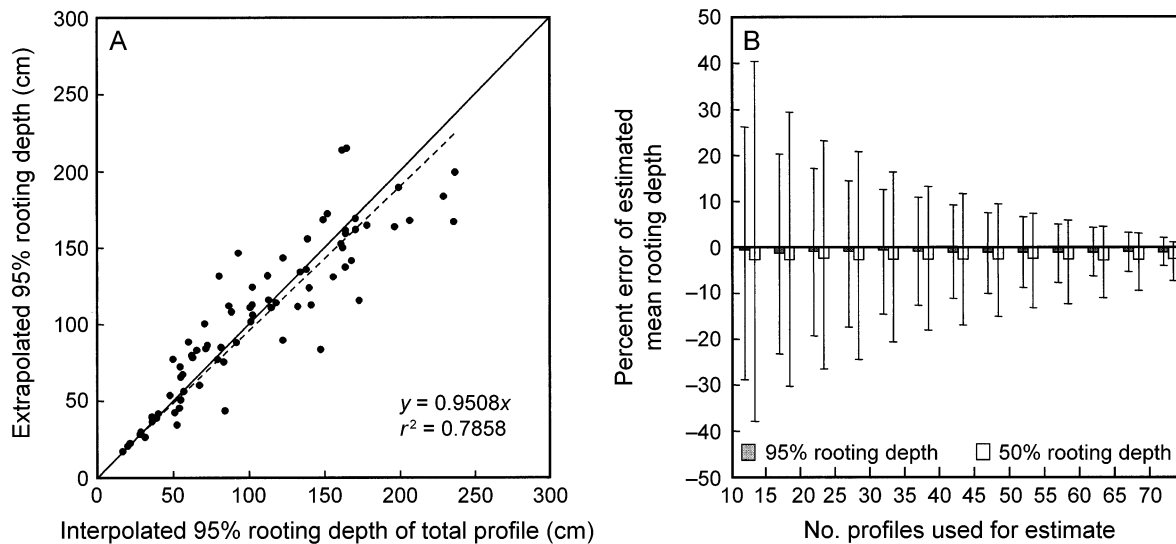 A
Extrapolated 95% rooting depth (cm)
300
250
200
150
100
50
0
y = 0.9508x
r² = 0.7858
0 50 100 150 200 250 300
Interpolated 95% rooting depth of total profile (cm)
B
Percent error of estimated
mean rooting depth
50
40
30
20
10
0
–10
–20
–30
–40
–50
95% rooting depth 50% rooting depth
10 15 20 25 30 35 40 45 50 55 60 65 70
No. profiles used for estimate